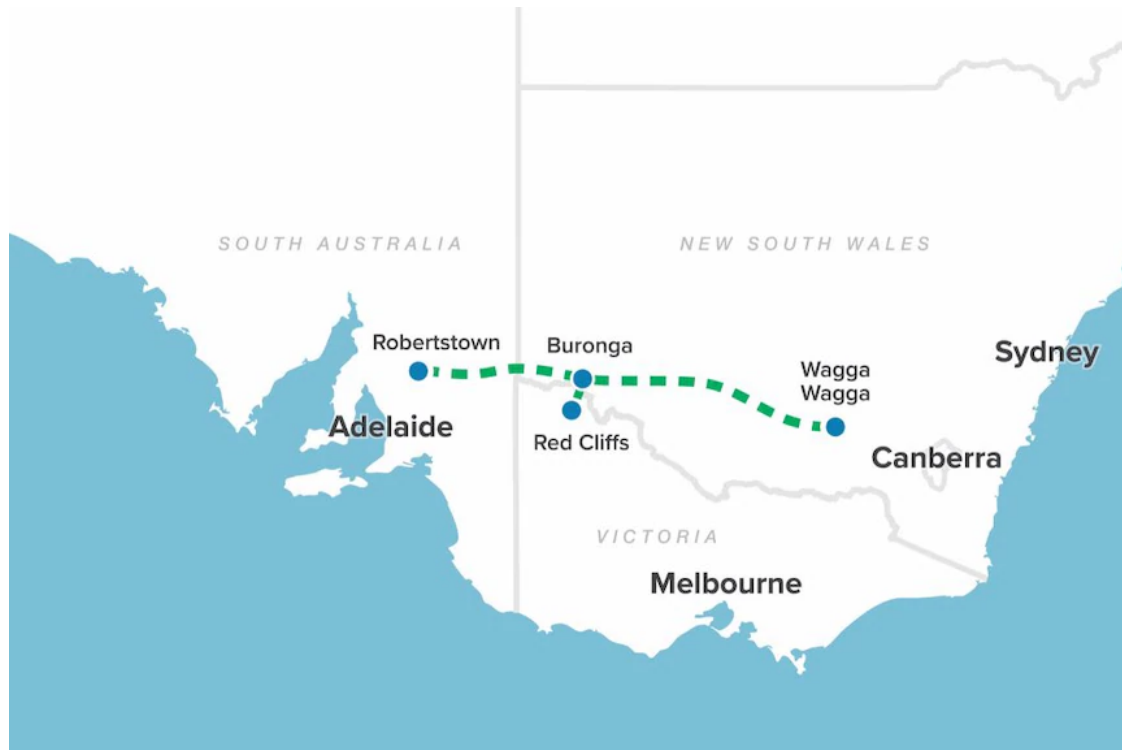 SOUTH AUSTRALIA
NEW SOUTH WALES
Robertstown
Buronga
Sydney
Wagga
Wagga
Adelaide
Red Cliffs
Canberra
VICTORIA
Melbourne